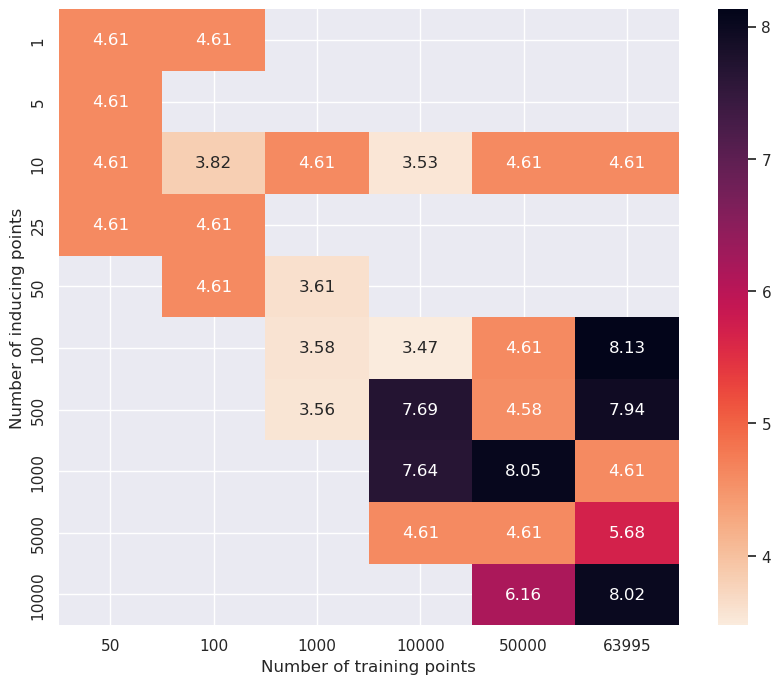 Number of inducing points
1 4.61 4.61
5 4.61
10 4.61 3.82 4.61 3.53 4.61 4.61
25 4.61 4.61
50 4.61 3.61
100 3.58 3.47 4.61 8.13
500 3.56 7.69 4.58 7.94
1000 7.64 8.05 4.61
5000 4.61 4.61 5.68
10000 6.16 8.02
50 100 1000 10000 50000 63995
Number of training points
8
7
6
5
4